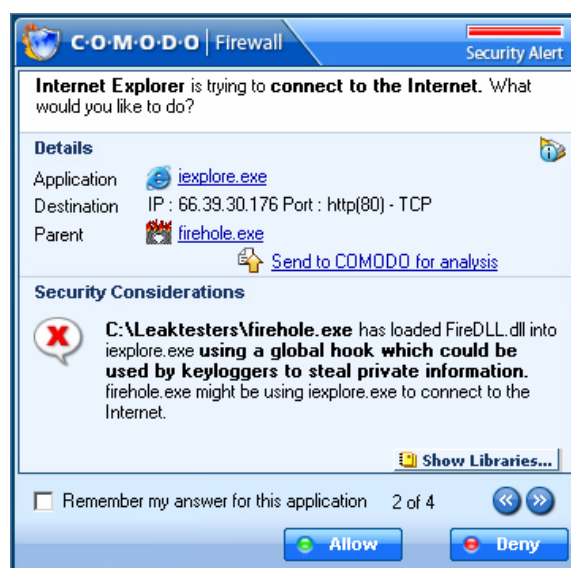 C·O·M·O·D·O | Firewall
Security Alert
Internet Explorer is trying to connect to the Internet. What
would you like to do?
Details
Application iexplore.exe
Destination IP : 66.39.30.176 Port : http(80) - TCP
Parent firehole.exe
Send to COMODO for analysis
Security Considerations
C:\Leaktesters\firehole.exe has loaded FireDLL.dll into
iexplore.exe using a global hook which could be
used by keyloggers to steal private information.
firehole.exe might be using iexplore.exe to connect to the
Internet.
Show Libraries...
Remember my answer for this application 2 of 4
Allow Deny